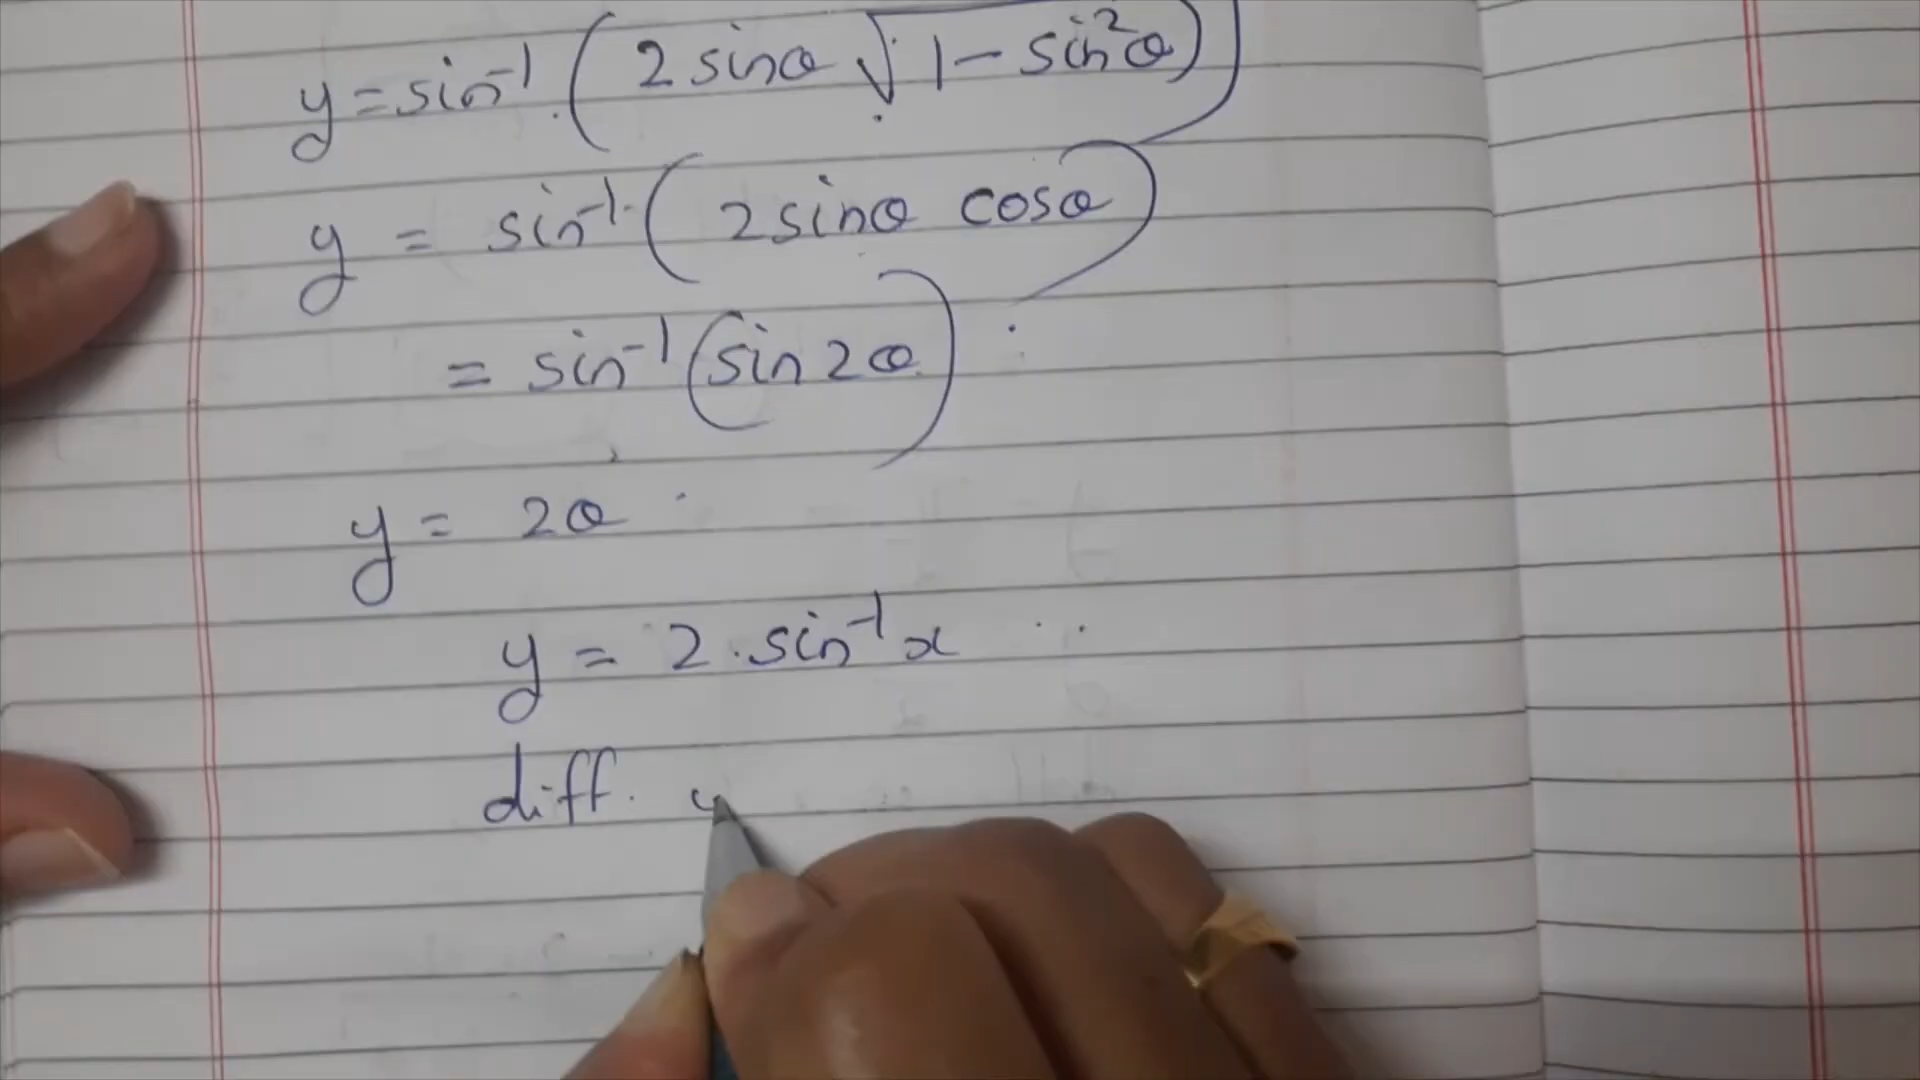 y = sin⁻¹ (2 sinθ √1 − sin²θ)
y = sin⁻¹ (2 sinθ cosθ)
= sin⁻¹ (sin 2θ)
y = 2θ
y = 2 . sin⁻¹ x
diff. y